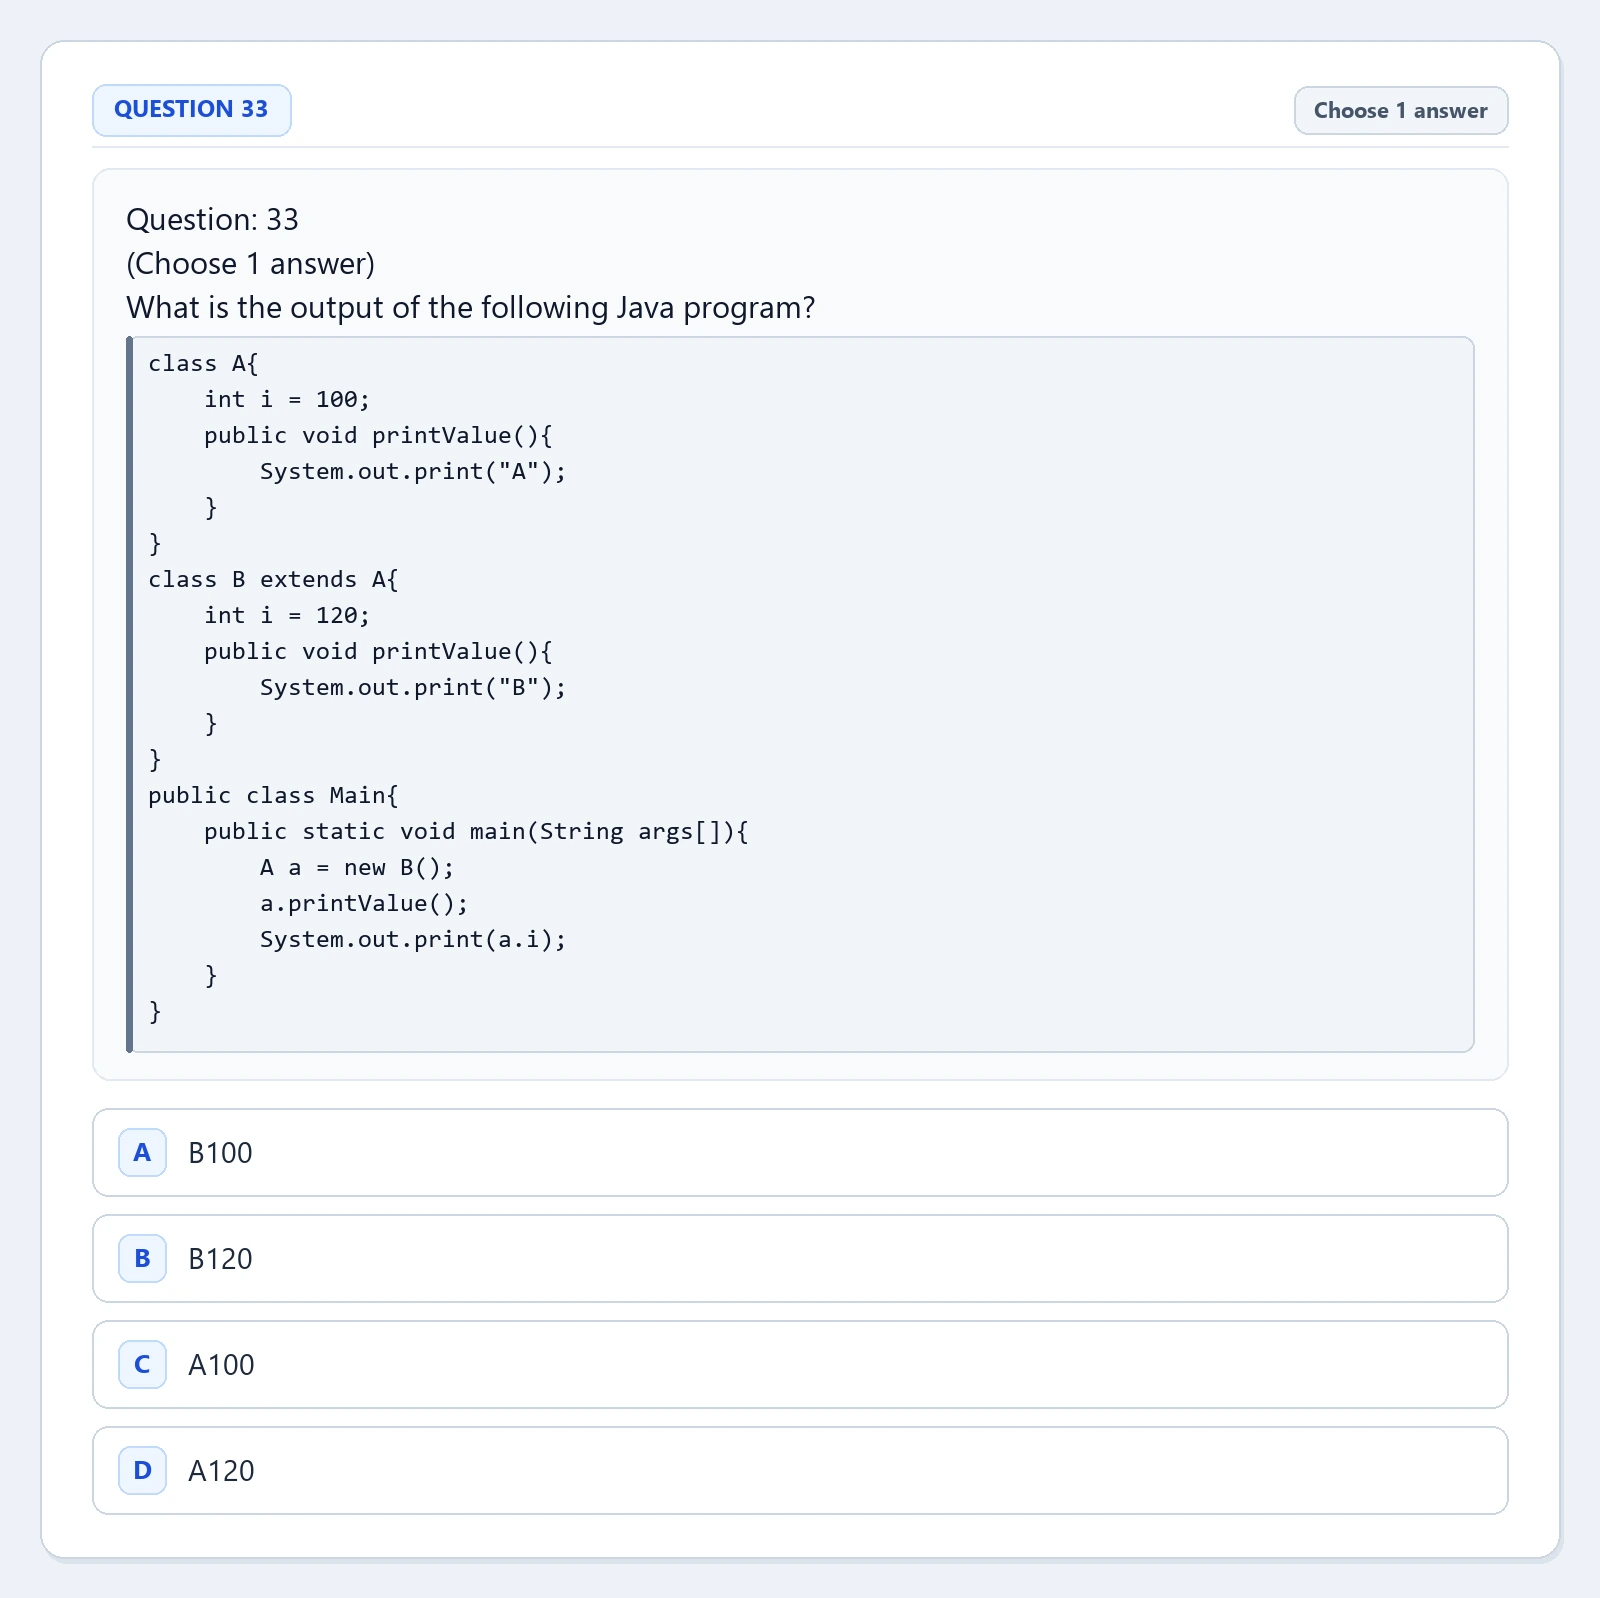 QUESTION 33
Choose 1 answer
Question: 33
(Choose 1 answer)
What is the output of the following Java program?
class A{
    int i = 100;
    public void printValue(){
        System.out.print("A");
    }
}
class B extends A{
    int i = 120;
    public void printValue(){
        System.out.print("B");
    }
}
public class Main{
    public static void main(String args[]){
        A a = new B();
        a.printValue();
        System.out.print(a.i);
    }
}
A B100
B B120
C A100
D A120